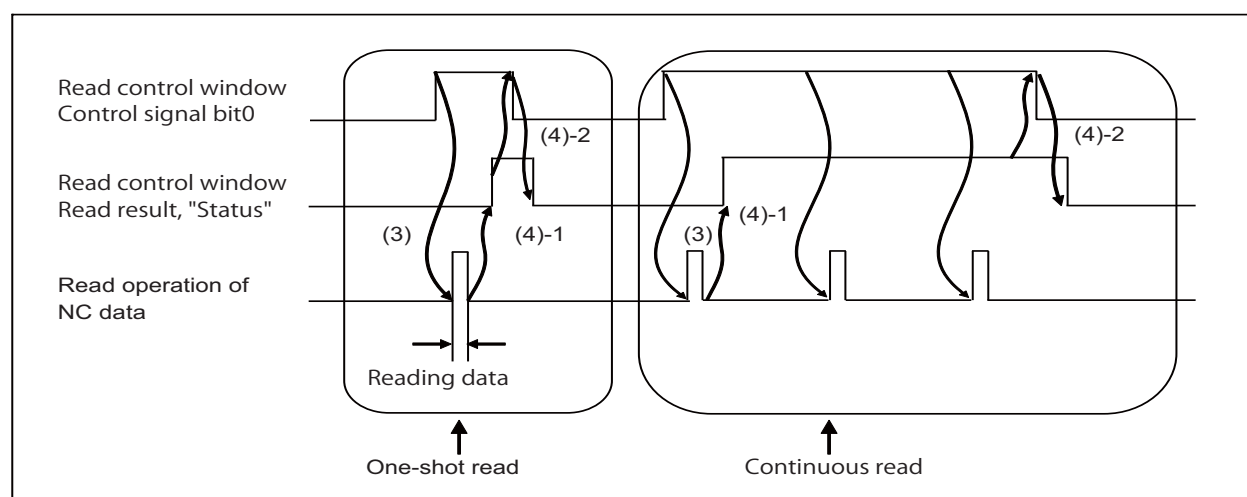 Read control window
Control signal bit0
(4)-2
(4)-2
Read control window
Read result, "Status"
(3)
(4)-1
(3)
(4)-1
Read operation of
NC data
Reading data
One-shot read
Continuous read